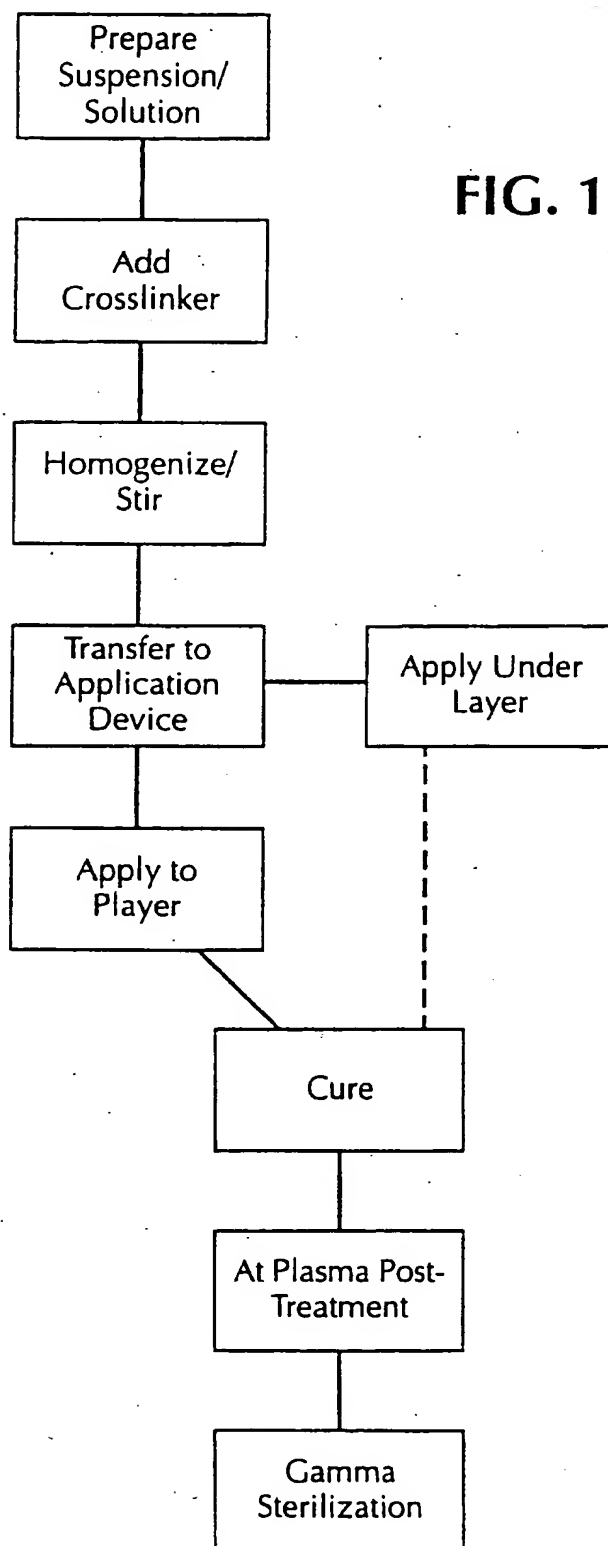 Prepare
Suspension/
Solution
FIG. 1
Add
Crosslinker
Homogenize/
Stir
Transfer to
Application
Device
Apply Under
Layer
Apply to
Player
Cure
At Plasma Post-
Treatment
Gamma
Sterilization